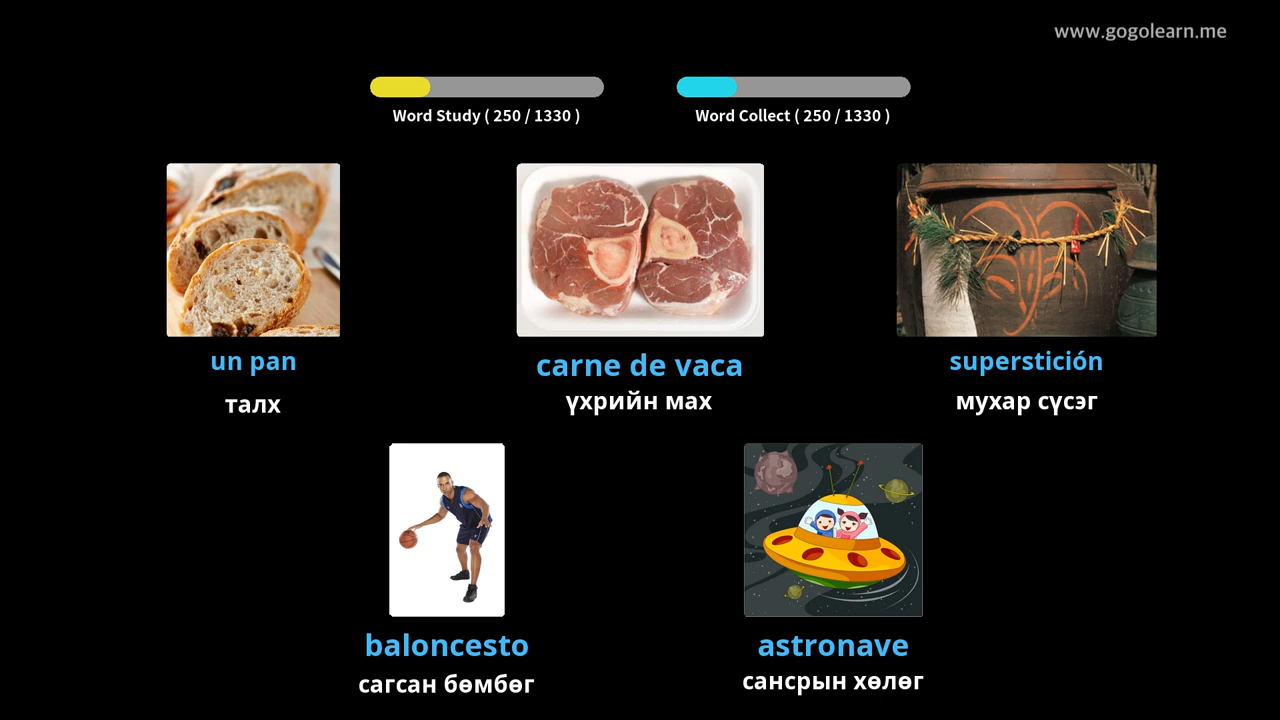 www.gogolearn.me
Word Study ( 250 / 1330 )
Word Collect ( 250 / 1330 )
un pan
carne de vaca
superstición
талх
үхрийн мах
мухар сүсэг
baloncesto
astronave
сагсан бөмбөг
сансрын хөлөг